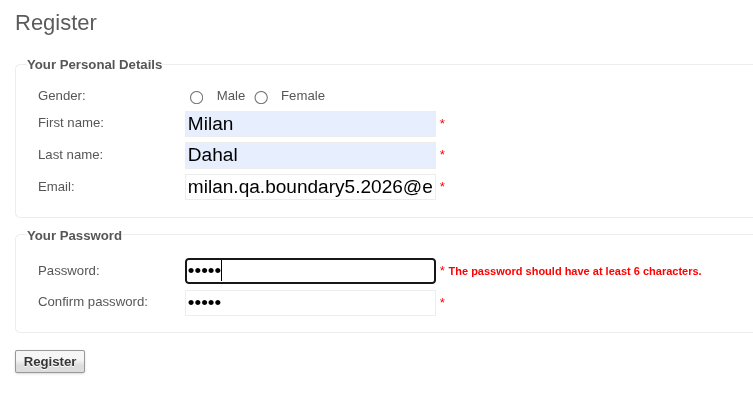 Register
Your Personal Details
Gender: Male Female
First name: Milan *
Last name: Dahal *
Email: milan.qa.boundary5.2026@e *
Your Password
Password: ••••• * The password should have at least 6 characters.
Confirm password: ••••• *
Register